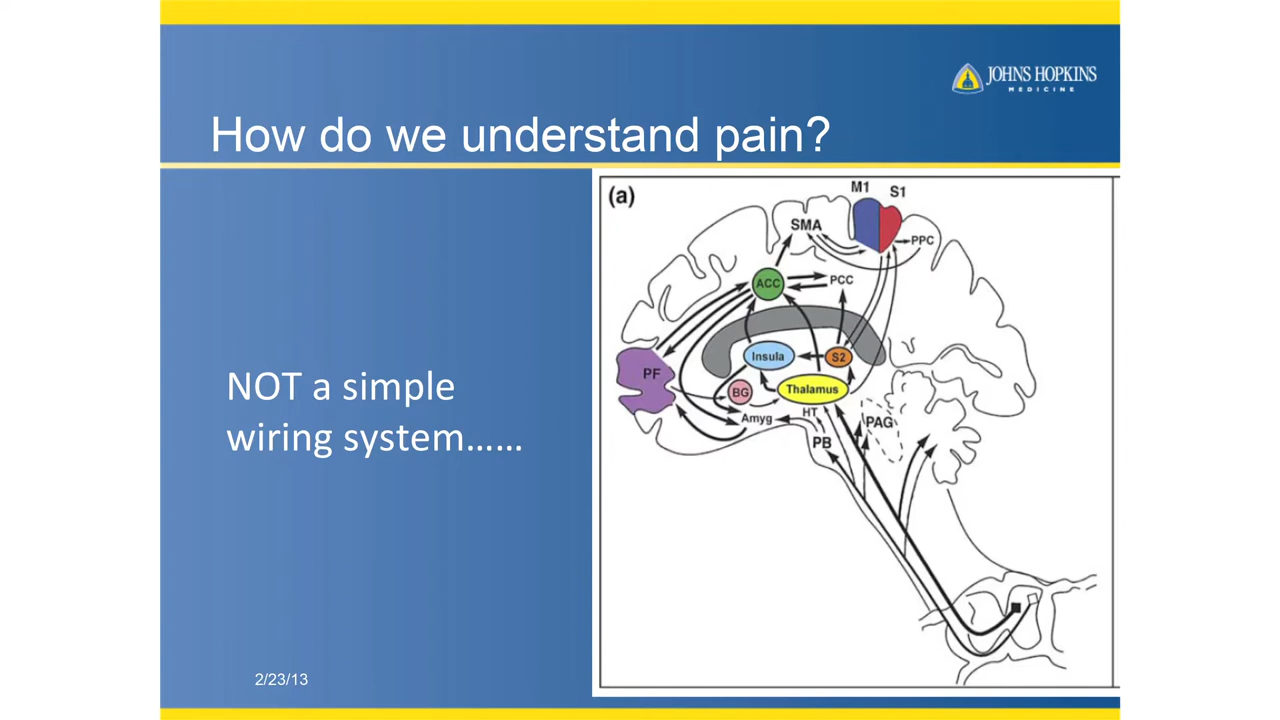 JOHNS HOPKINS
MEDICINE
How do we understand pain?
NOT a simple
wiring system......
2/23/13
(a)
M1
S1
SMA
PPC
ACC
PCC
Insula
S2
PF
BG
Thalamus
Amyg
HT
PAG
PB